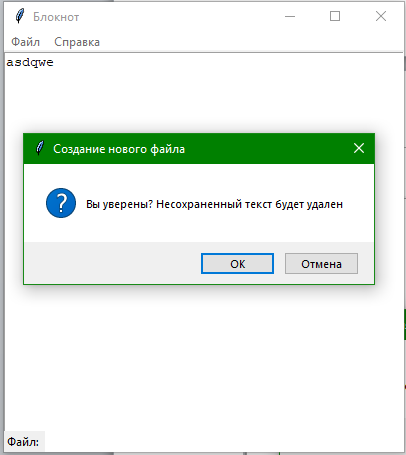 Блокнот
Файл Справка
asdqwe
Создание нового файла
Вы уверены? Несохраненный текст будет удален
OK Отмена
Файл: